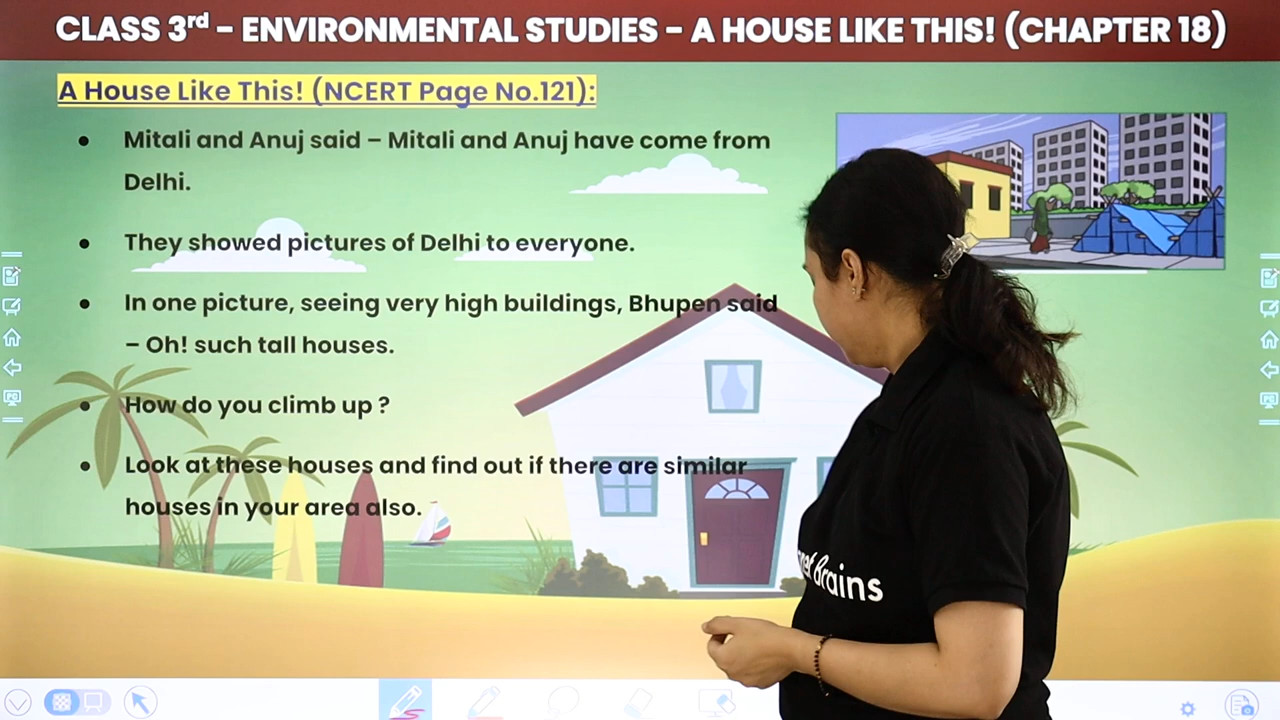 CLASS 3rd – ENVIRONMENTAL STUDIES – A HOUSE LIKE THIS! (CHAPTER 18)
A House Like This! (NCERT Page No.121):
● Mitali and Anuj said – Mitali and Anuj have come from
Delhi.
● They showed pictures of Delhi to everyone.
● In one picture, seeing very high buildings, Bhupen said
– Oh! such tall houses.
● How do you climb up ?
● Look at these houses and find out if there are similar
houses in your area also.
Brains